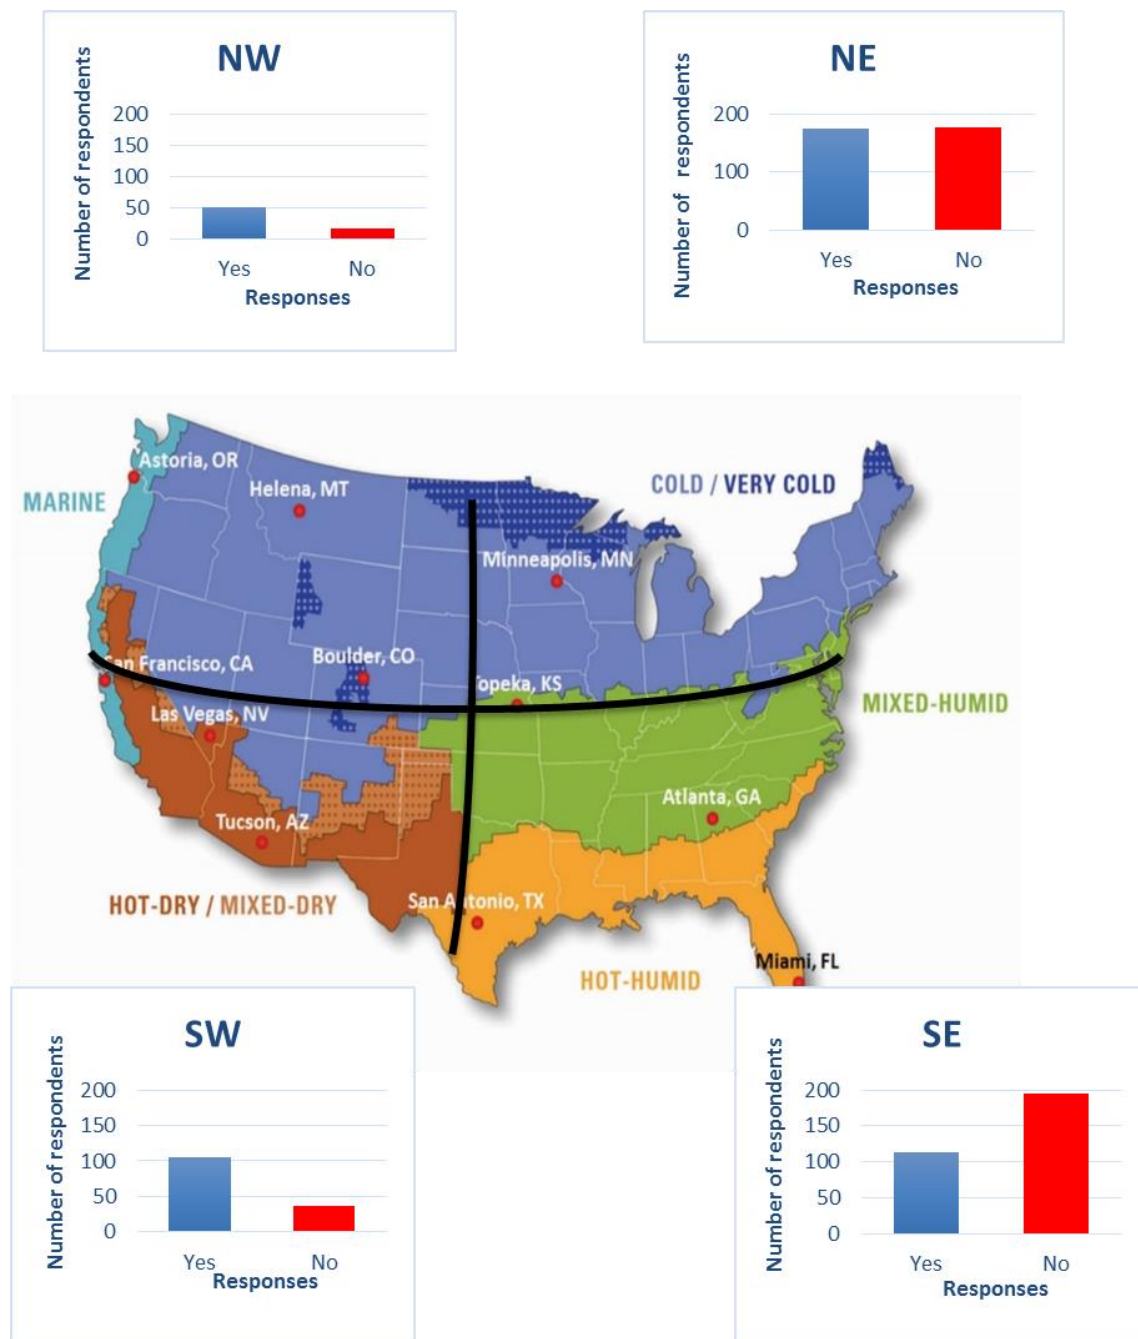 NW
Number of respondents
200
150
100
50
0
Yes No
Responses
NE
Number of respondents
200
100
0
Yes No
Responses
Astoria, OR
MARINE
Helena, MT
COLD / VERY COLD
Minneapolis, MN
San Francisco, CA
Boulder, CO
Topeka, KS
Las Vegas, NV
MIXED-HUMID
Tucson, AZ
Atlanta, GA
HOT-DRY / MIXED-DRY
San Antonio, TX
HOT-HUMID
Miami, FL
SW
Number of respondents
200
150
100
50
0
Yes No
Responses
SE
Number of respondents
200
150
100
50
0
Yes No
Responses